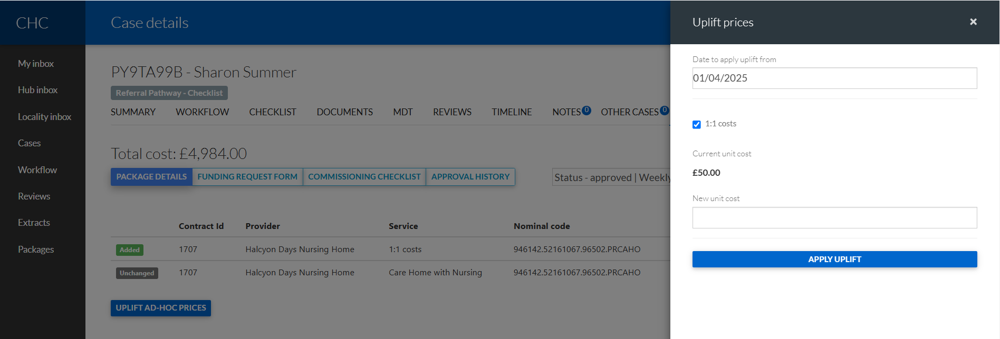 CHC
My inbox
Hub inbox
Locality inbox
Cases
Workflow
Reviews
Extracts
Packages
Case details
PY9TA99B - Sharon Summer
Referral Pathway - Checklist
SUMMARY WORKFLOW CHECKLIST DOCUMENTS MDT REVIEWS TIMELINE NOTES 0 OTHER CASES 0
Total cost: £4,984.00
PACKAGE DETAILS FUNDING REQUEST FORM COMMISSIONING CHECKLIST APPROVAL HISTORY Status - approved | Weekly
Contract Id Provider Service Nominal code
Added 1707 Halcyon Days Nursing Home 1:1 costs 946142.52161067.96502.PRCAHO
Unchanged 1707 Halcyon Days Nursing Home Care Home with Nursing 946142.52161067.96502.PRCAHO
UPLIFT AD-HOC PRICES
Uplift prices
Date to apply uplift from
01/04/2025
1:1 costs
Current unit cost
£50.00
New unit cost
APPLY UPLIFT